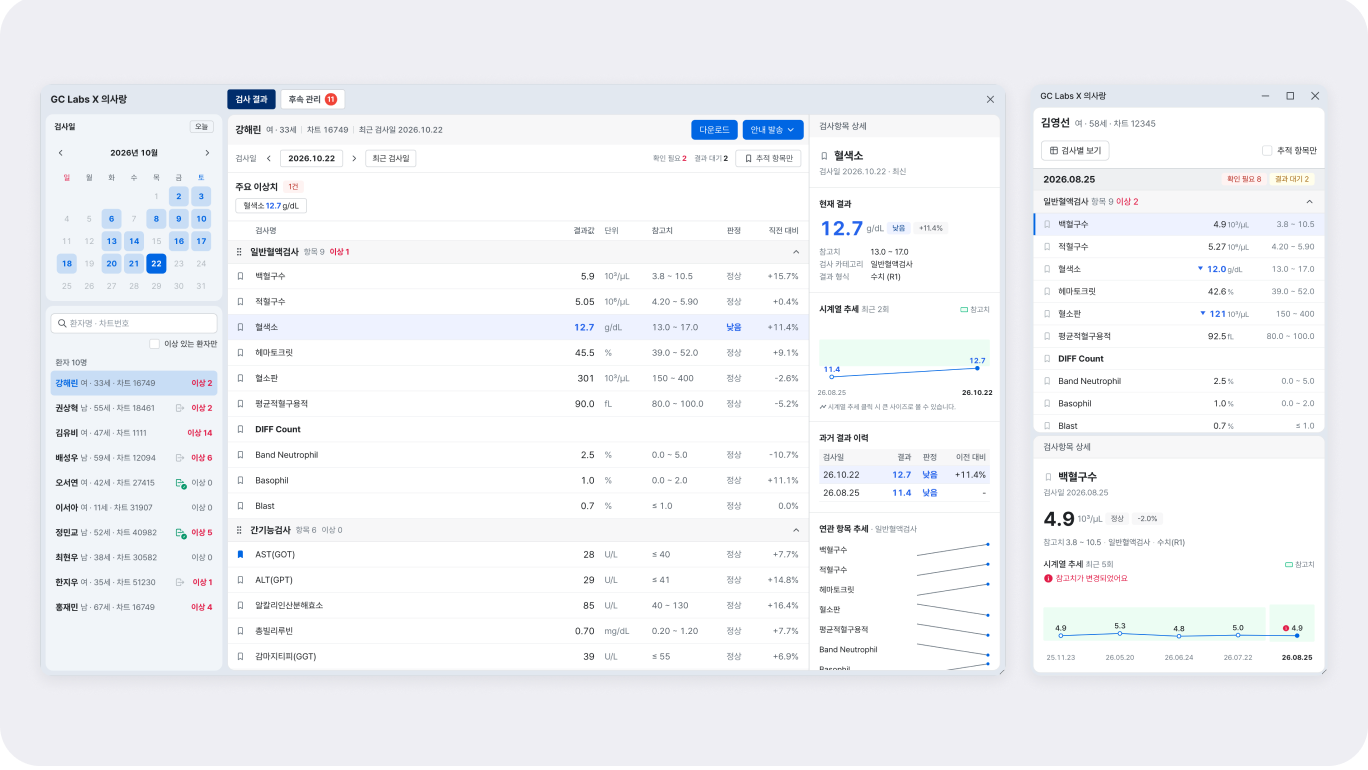 GC Labs X 의사랑
검사 결과
후속 관리 11
검사일
오늘
2026년 10월
일 월 화 수 목 금 토
1 2 3
4 5 6 7 8 9 10
11 12 13 14 15 16 17
18 19 20 21 22 23 24
25 26 27 28 29 30 31
환자명 · 차트번호
이상 있는 환자만
환자 10명
강해린 여 · 33세 · 차트 16749 이상 2
권상혁 남 · 55세 · 차트 18461 이상 2
김유비 여 · 47세 · 차트 1111 이상 14
배성우 남 · 59세 · 차트 12094 이상 6
오서연 여 · 42세 · 차트 27415 이상 0
이서아 여 · 11세 · 차트 31907 이상 0
정민교 남 · 52세 · 차트 40982 이상 5
최현우 남 · 38세 · 차트 30582 이상 0
한지우 여 · 35세 · 차트 51230 이상 1
홍재민 남 · 67세 · 차트 16749 이상 4
강해린 여 · 33세 차트 16749 최근 검사일 2026.10.22
다운로드
안내 발송
검사일 2026.10.22 최근 검사일
확인 필요 2 결과 대기 2 추적 항목만
주요 이상치 1건
혈색소 12.7 g/dL
검사명 결과값 단위 참고치 판정 직전 대비
일반혈액검사 항목 9 이상 1
백혈구수 5.9 10³/μL 3.8 ~ 10.5 정상 +15.7%
적혈구수 5.05 10⁶/μL 4.20 ~ 5.90 정상 +0.4%
혈색소 12.7 g/dL 13.0 ~ 17.0 낮음 +11.4%
헤마토크릿 45.5 % 39.0 ~ 52.0 정상 +9.1%
혈소판 301 10³/μL 150 ~ 400 정상 -2.6%
평균적혈구용적 90.0 fL 80.0 ~ 100.0 정상 -5.2%
DIFF Count
Band Neutrophil 2.5 % 0.0 ~ 5.0 정상 -10.7%
Basophil 1.0 % 0.0 ~ 2.0 정상 +11.1%
Blast 0.7 % ≤ 1.0 정상 0.0%
간기능검사 항목 6 이상 0
AST(GOT) 28 U/L ≤ 40 정상 +7.7%
ALT(GPT) 29 U/L ≤ 41 정상 +14.8%
알칼리인산분해효소 85 U/L 40 ~ 130 정상 +16.4%
총빌리루빈 0.70 mg/dL 0.20 ~ 1.20 정상 +7.7%
감마지티피(GGT) 39 U/L ≤ 55 정상 +6.9%
검사항목 상세
혈색소
검사일 2026.10.22 · 최신
현재 결과
12.7 g/dL 낮음 +11.4%
참고치 13.0 ~ 17.0
검사 카테고리 일반혈액검사
결과 형식 수치 (R1)
시계열 추세 최근 2회 참고치
11.4 12.7
26.08.25 26.10.22
시계열 추세 클릭 시 큰 사이즈로 볼 수 있습니다.
과거 결과 이력
검사일 결과 판정 이전 대비
26.10.22 12.7 낮음 +11.4%
26.08.25 11.4 낮음 -
연관 항목 추세 · 일반혈액검사
백혈구수
적혈구수
헤마토크릿
혈소판
평균적혈구용적
Band Neutrophil
Basophil
GC Labs X 의사랑
김영선 여 · 58세 · 차트 12345
검사별 보기
추적 항목만
2026.08.25 확인 필요 8 결과 대기 2
일반혈액검사 항목 9 이상 2
백혈구수 4.9 10³/μL 3.8 ~ 10.5
적혈구수 5.27 10⁶/μL 4.20 ~ 5.90
혈색소 ▼ 12.0 g/dL 13.0 ~ 17.0
헤마토크릿 42.6 % 39.0 ~ 52.0
혈소판 ▼ 121 10³/μL 150 ~ 400
평균적혈구용적 92.5 fL 80.0 ~ 100.0
DIFF Count
Band Neutrophil 2.5 % 0.0 ~ 5.0
Basophil 1.0 % 0.0 ~ 2.0
Blast 0.7 % ≤ 1.0
검사항목 상세
백혈구수
검사일 2026.08.25
4.9 10³/μL 정상 -2.0%
참고치 3.8 ~ 10.5 · 일반혈액검사 · 수치(R1)
시계열 추세 최근 5회 참고치
참고치가 변경되었어요
4.9 5.3 4.8 5.0 4.9
25.11.23 26.05.20 26.06.24 26.07.22 26.08.25